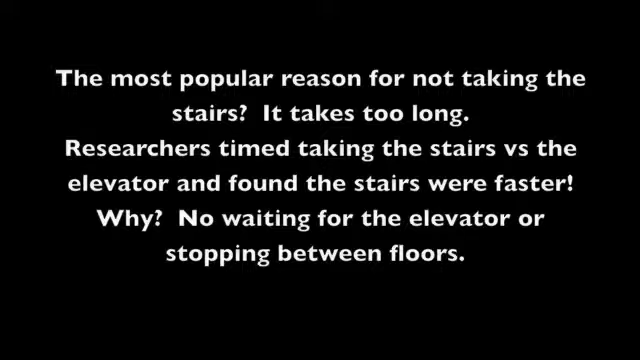 The most popular reason for not taking the
stairs?  It takes too long.
Researchers timed taking the stairs vs the
elevator and found the stairs were faster!
Why?  No waiting for the elevator or
stopping between floors.